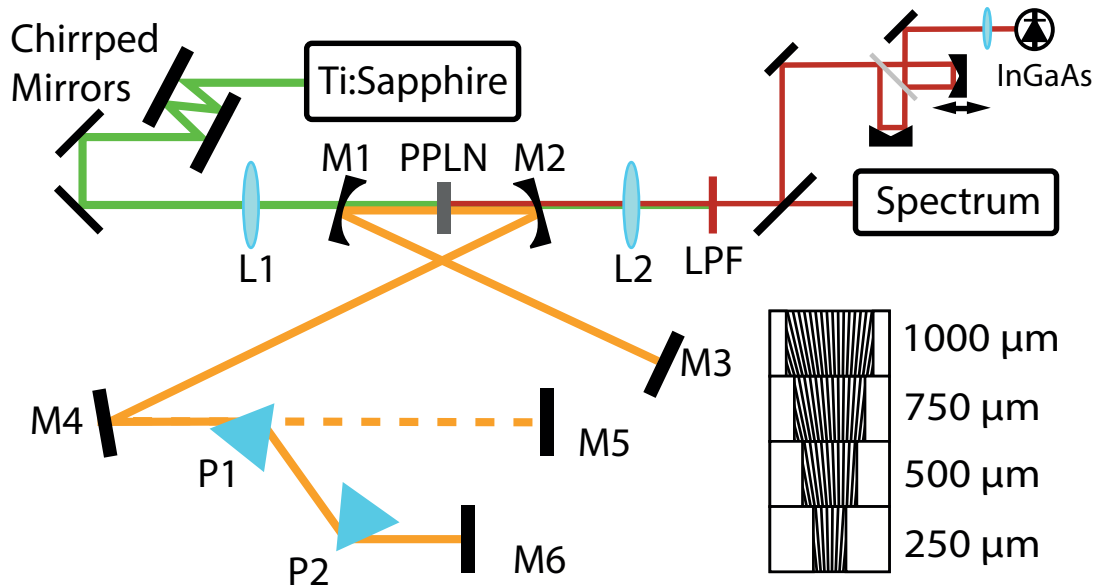 Chirrped
Mirrors
Ti:Sapphire
InGaAs
M1
PPLN
M2
Spectrum
L1
L2
LPF
M3
M4
M5
P1
P2
M6
1000 μm
750 μm
500 μm
250 μm